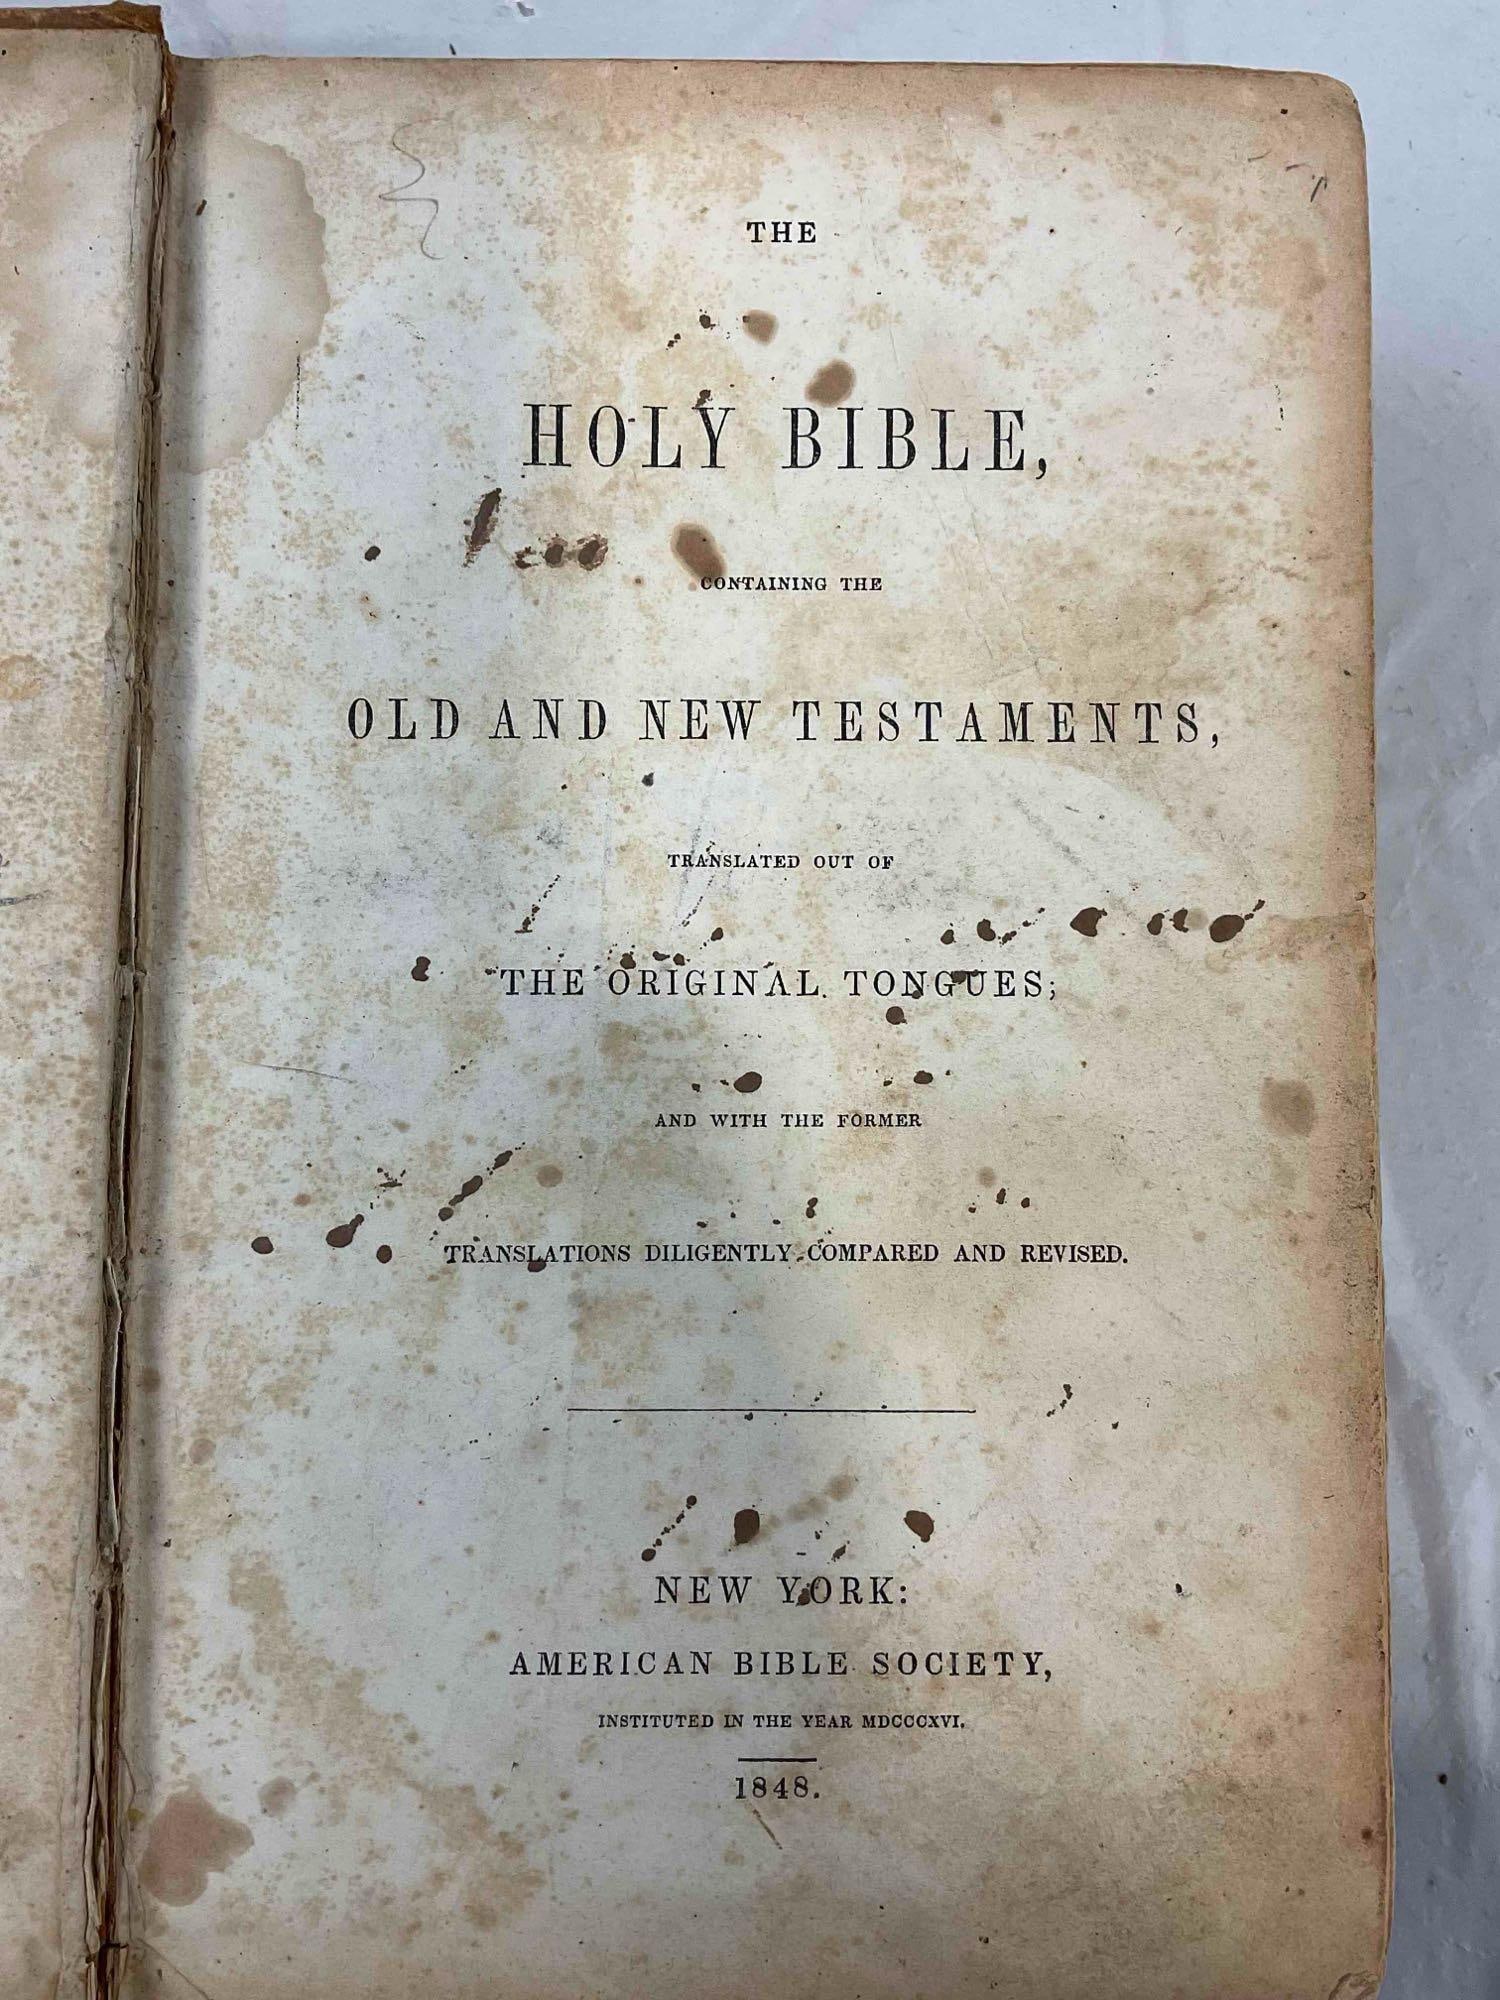 THE
HOLY BIBLE,
CONTAINING THE
OLD AND NEW TESTAMENTS,
TRANSLATED OUT OF
THE ORIGINAL TONGUES;
AND WITH THE FORMER
TRANSLATIONS DILIGENTLY COMPARED AND REVISED.
NEW YORK:
AMERICAN BIBLE SOCIETY,
INSTITUTED IN THE YEAR MDCCCXVI.
1848.